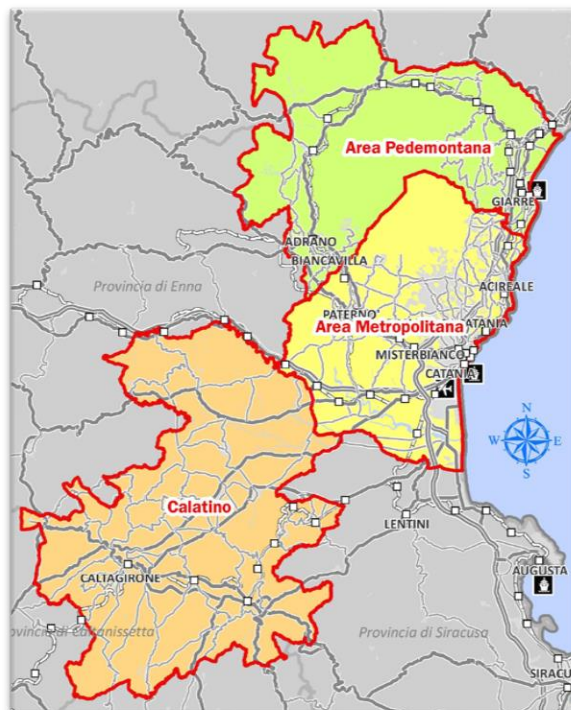 Area Pedemontana
GIARRE
ADRANO
BIANCAVILLA
Provincia di Enna
ACIREALE
PATERNO
Area Metropolitana
MISTERBIANCO
CATANIA
N
W E
S
Calatino
LENTINI
AUGUSTA
CALTAGIRONE
Provincia di Siracusa
SIRACU